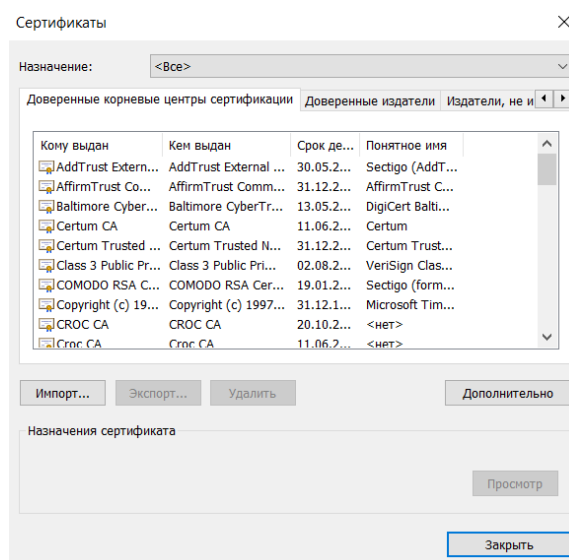 Сертификаты
Назначение: <Все>
Доверенные корневые центры сертификации Доверенные издатели Издатели, не и
Кому выдан Кем выдан Срок де... Понятное имя
AddTrust Extern... AddTrust External ... 30.05.2... Sectigo (AddT...
AffirmTrust Co... AffirmTrust Comm... 31.12.2... AffirmTrust C...
Baltimore Cyber... Baltimore CyberTr... 13.05.2... DigiCert Balti...
Certum CA Certum CA 11.06.2... Certum
Certum Trusted ... Certum Trusted N... 31.12.2... Certum Trust...
Class 3 Public Pr... Class 3 Public Pri... 02.08.2... VeriSign Clas...
COMODO RSA C... COMODO RSA Cer... 19.01.2... Sectigo (form...
Copyright (c) 19... Copyright (c) 1997... 31.12.1... Microsoft Tim...
CROC CA CROC CA 20.10.2... <нет>
Croc CA Croc CA 11.06.2... <нет>
Импорт... Экспорт... Удалить Дополнительно
Назначения сертификата
Просмотр
Закрыть